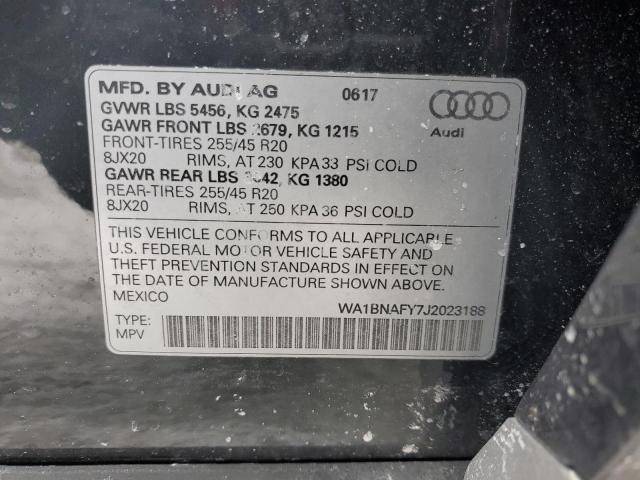 MFD. BY AUDI AG 0617
GVWR LBS 5456, KG 2475
GAWR FRONT LBS 2679, KG 1215
FRONT-TIRES 255/45 R20
8JX20 RIMS, AT 230 KPA 33 PSI COLD
GAWR REAR LBS 3042, KG 1380
REAR-TIRES 255/45 R20
8JX20 RIMS, AT 250 KPA 36 PSI COLD
Audi
THIS VEHICLE CONFORMS TO ALL APPLICABLE
U.S. FEDERAL MOTOR VEHICLE SAFETY AND
THEFT PREVENTION STANDARDS IN EFFECT ON
THE DATE OF MANUFACTURE SHOWN ABOVE.
MEXICO
WA1BNAFY7J2023188
TYPE:
MPV